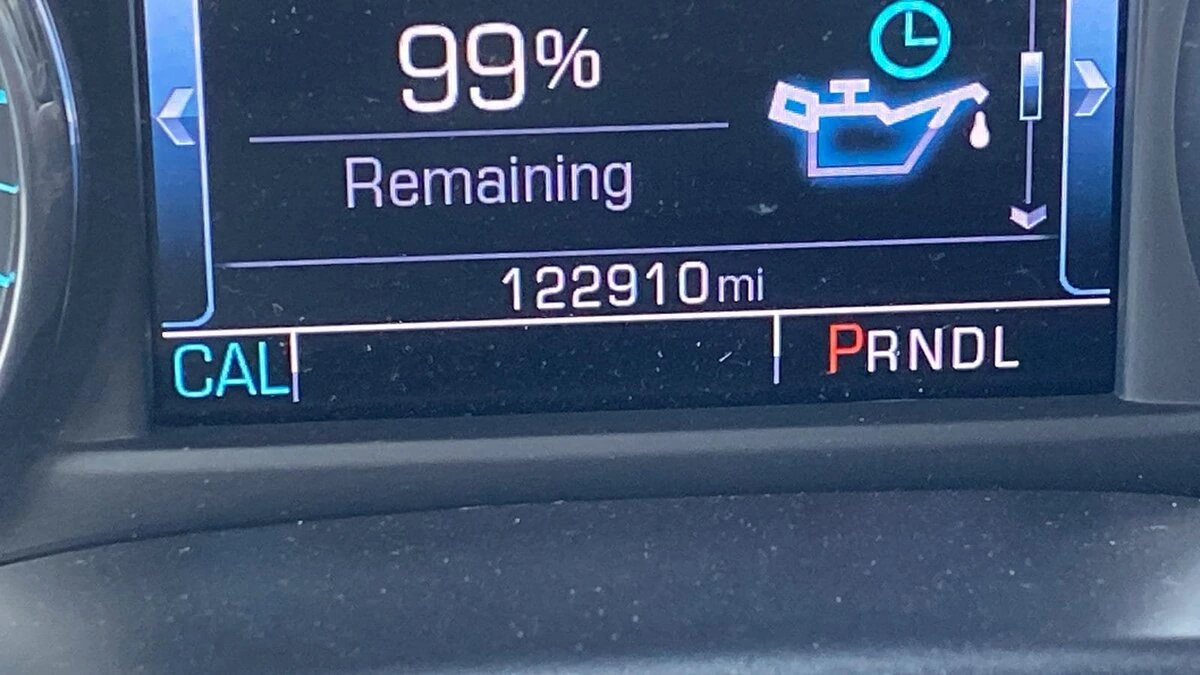 99%
Remaining
122910mi
CAL PRNDL